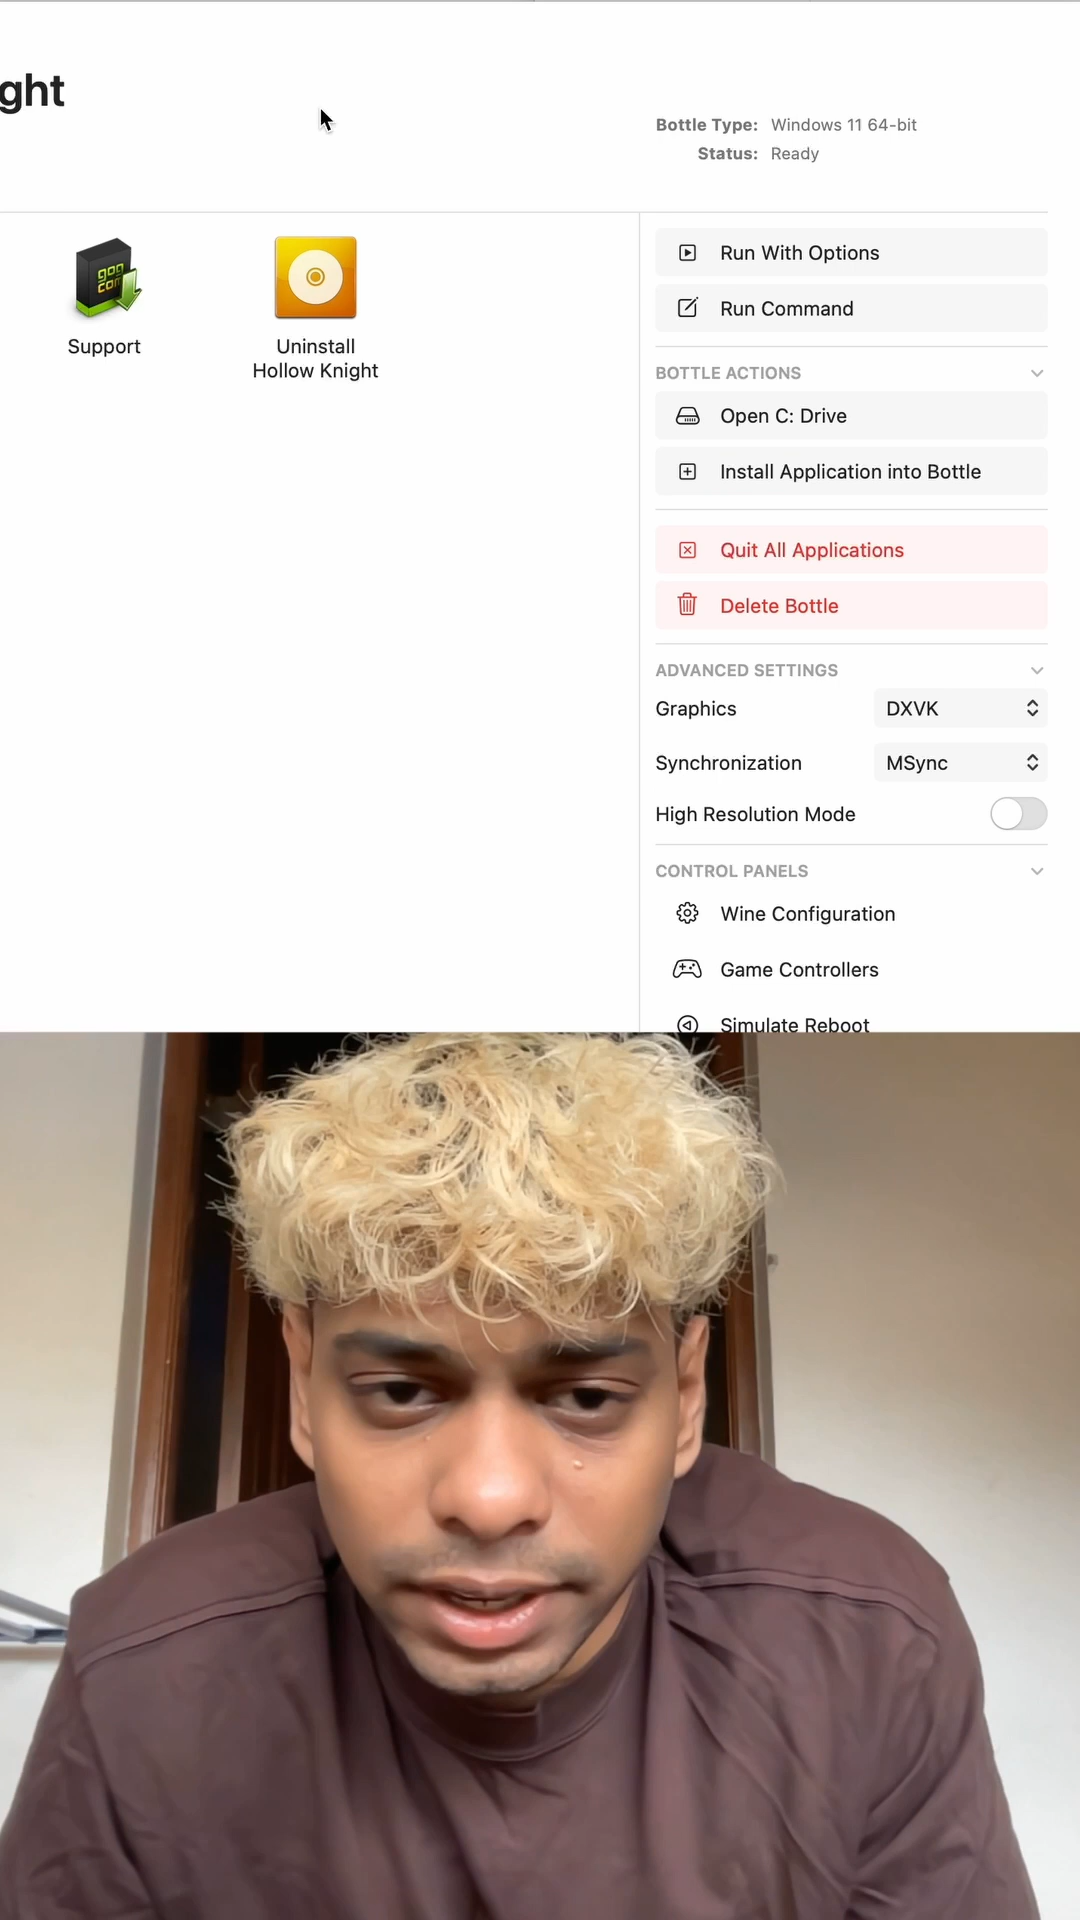 ght
Bottle Type: Windows 11 64-bit
Status: Ready
gog
com
Support
Uninstall
Hollow Knight
Run With Options
Run Command
BOTTLE ACTIONS
Open C: Drive
Install Application into Bottle
Quit All Applications
Delete Bottle
ADVANCED SETTINGS
Graphics DXVK
Synchronization MSync
High Resolution Mode
CONTROL PANELS
Wine Configuration
Game Controllers
Simulate Reboot